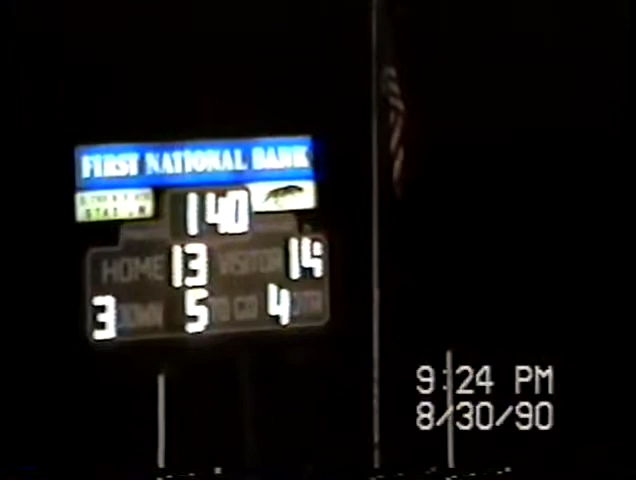 FIRST NATIONAL BANK
1 40
HOME 13 VISITOR 14
3 DOWN 5 TO GO 4 QTR
9:24 PM
8/30/90